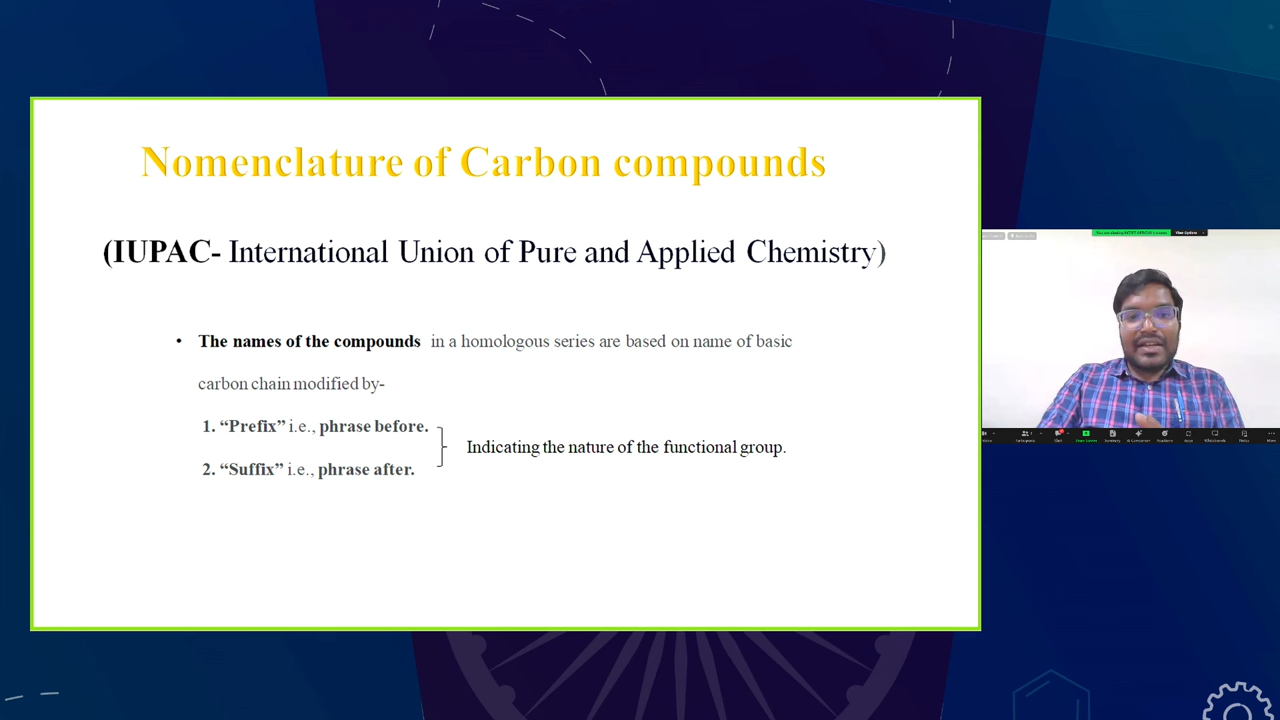 Nomenclature of Carbon compounds
(IUPAC- International Union of Pure and Applied Chemistry)
• The names of the compounds in a homologous series are based on name of basic
carbon chain modified by-
1. “Prefix” i.e., phrase before.
2. “Suffix” i.e., phrase after.
Indicating the nature of the functional group.
View Options